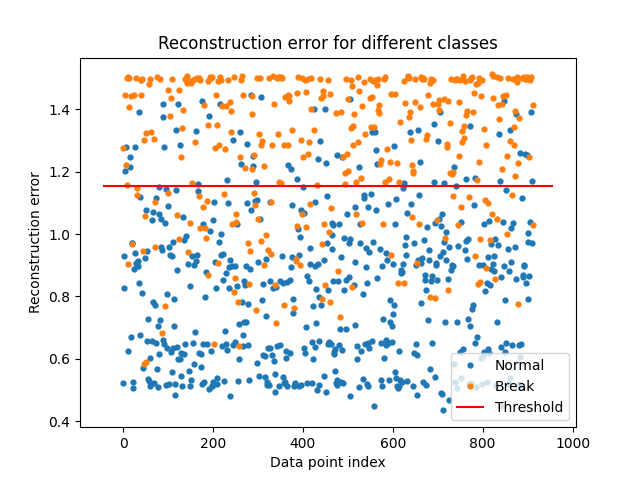 Reconstruction error for different classes
Reconstruction error
1.4
1.2
1.0
0.8
0.6
0.4
0
200
400
600
800
1000
Data point index
Normal
Break
Threshold